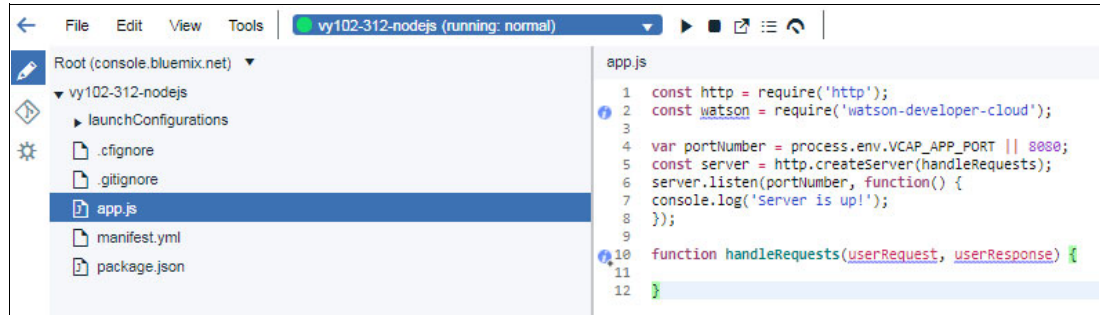 File Edit View Tools vy102-312-nodejs (running: normal)
Root (console.bluemix.net)
vy102-312-nodejs
launchConfigurations
.cfignore
.gitignore
app.js
manifest.yml
package.json
app.js
1 const http = require('http');
2 const watson = require('watson-developer-cloud');
3
4 var portNumber = process.env.VCAP_APP_PORT || 8080;
5 const server = http.createServer(handleRequests);
6 server.listen(portNumber, function() {
7 console.log('Server is up!');
8 });
9
10 function handleRequests(userRequest, userResponse) {
11
12 }